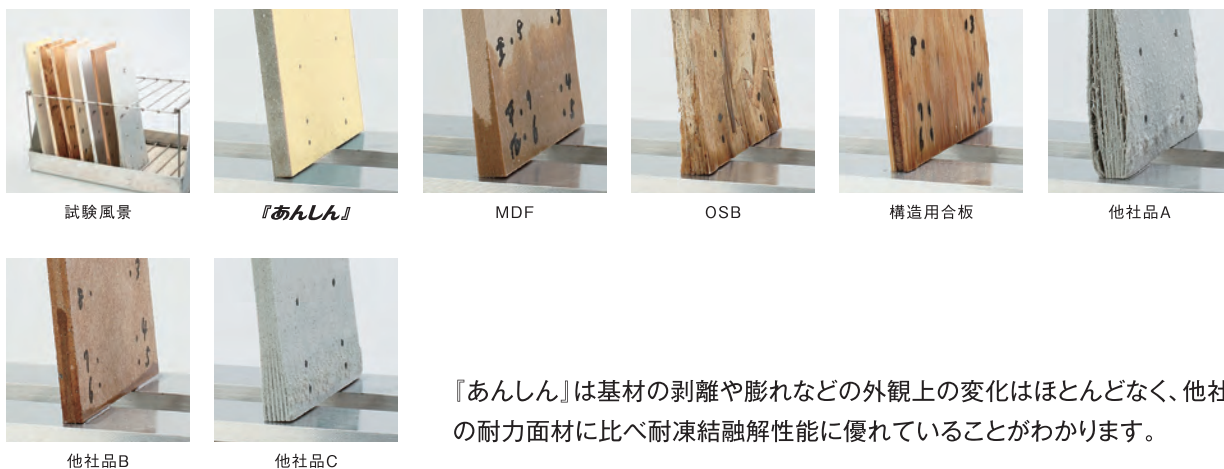 試験風景
『あんしん』
MDF
OSB
構造用合板
他社品A
他社品B
他社品C
『あんしん』は基材の剥離や膨れなどの外観上の変化はほとんどなく、他社
の耐力面材に比べ耐凍結融解性能に優れていることがわかります。